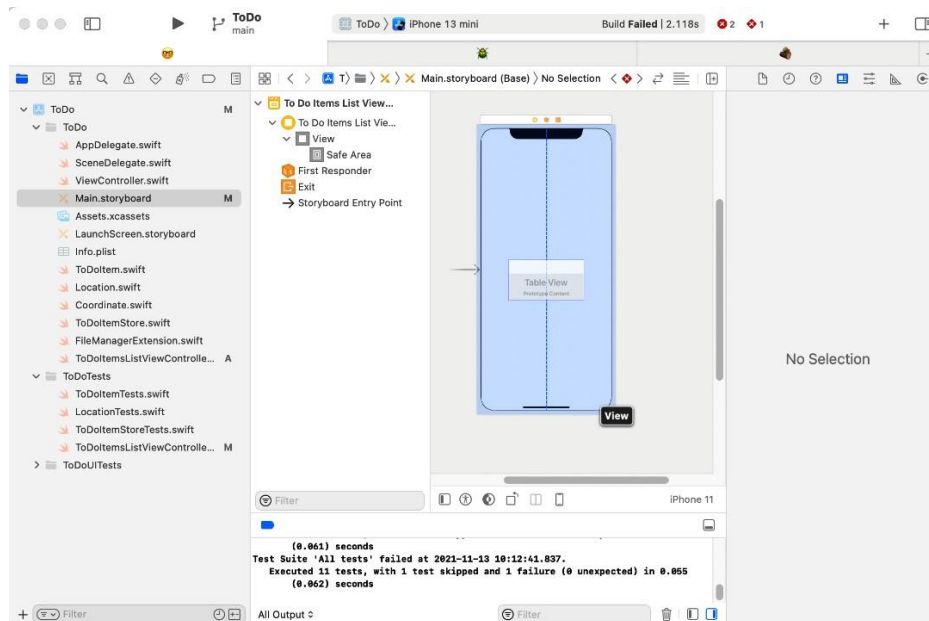 ToDo
main
ToDo 〉 iPhone 13 mini
Build Failed | 2.118s
2
1
T〉
Main.storyboard (Base) 〉 No Selection
ToDo
M
ToDo
AppDelegate.swift
SceneDelegate.swift
ViewController.swift
Main.storyboard
M
Assets.xcassets
LaunchScreen.storyboard
Info.plist
ToDoItem.swift
Location.swift
Coordinate.swift
ToDoItemStore.swift
FileManagerExtension.swift
ToDoItemsListViewControlle...
A
ToDoTests
ToDoItemTests.swift
LocationTests.swift
ToDoItemStoreTests.swift
ToDoItemsListViewControlle...
M
ToDoUITests
Filter
To Do Items List View...
To Do Items List Vie...
View
Safe Area
First Responder
Exit
Storyboard Entry Point
Filter
Table View
Prototype Content
View
iPhone 11
No Selection
(0.061) seconds
Test Suite 'All tests' failed at 2021-11-13 10:12:41.837.
Executed 11 tests, with 1 test skipped and 1 failure (0 unexpected) in 0.055
(0.062) seconds
All Output
Filter